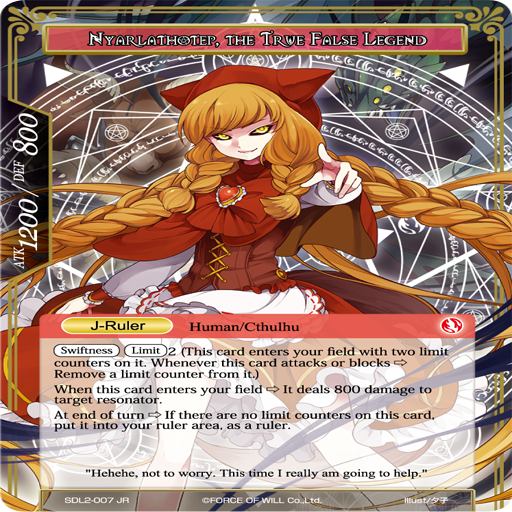 Nyarlathotep, the True False Legend
ATK 1200 / DEF 800
J-Ruler Human/Cthulhu
Swiftness Limit 2 (This card enters your field with two limit
counters on it. Whenever this card attacks or blocks ⇨
Remove a limit counter from it.)
When this card enters your field ⇨ It deals 800 damage to
target resonator.
At end of turn ⇨ If there are no limit counters on this card,
put it into your ruler area, as a ruler.
"Hehehe, not to worry. This time I really am going to help."
SDL2-007 JR ©FORCE OF WILL Co.,Ltd. Illust/タ子